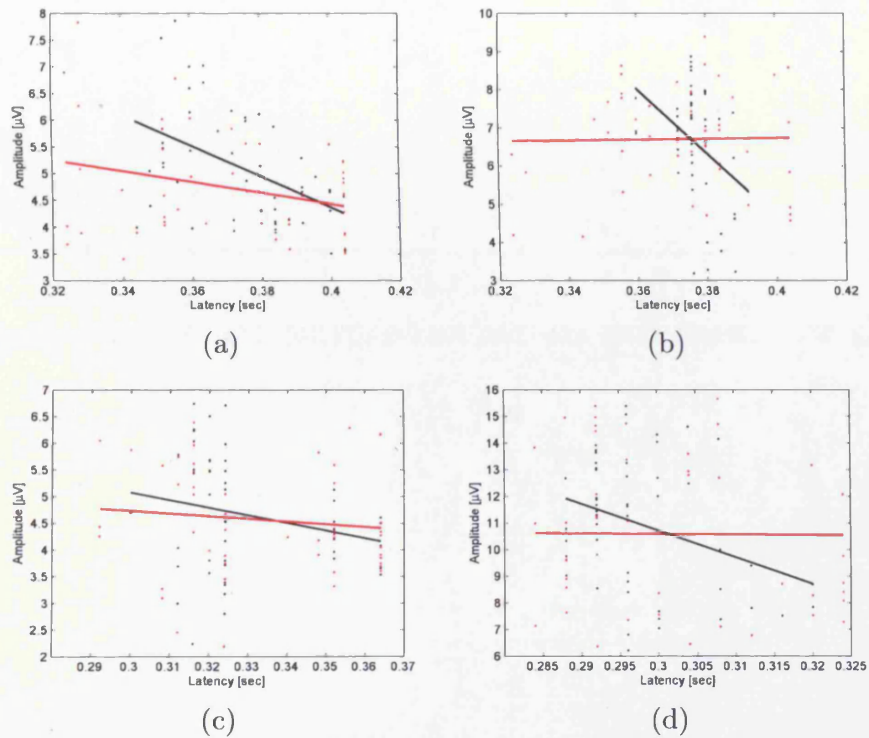 8
7.5
7
6.5
6
5.5
5
4.5
4
3.5
3
Amplitude [µV]
0.32 0.34 0.36 0.38 0.4 0.42
Latency [sec]
(a)
10
9
8
7
6
5
4
3
Amplitude [µV]
0.32 0.34 0.36 0.38 0.4 0.42
Latency [sec]
(b)
7
6.5
6
5.5
5
4.5
4
3.5
3
2.5
2
Amplitude [µV]
0.29 0.3 0.31 0.32 0.33 0.34 0.35 0.36 0.37
Latency [sec]
(c)
16
15
14
13
12
11
10
9
8
7
6
Amplitude [µV]
0.285 0.29 0.295 0.3 0.305 0.31 0.315 0.32 0.325
Latency [sec]
(d)